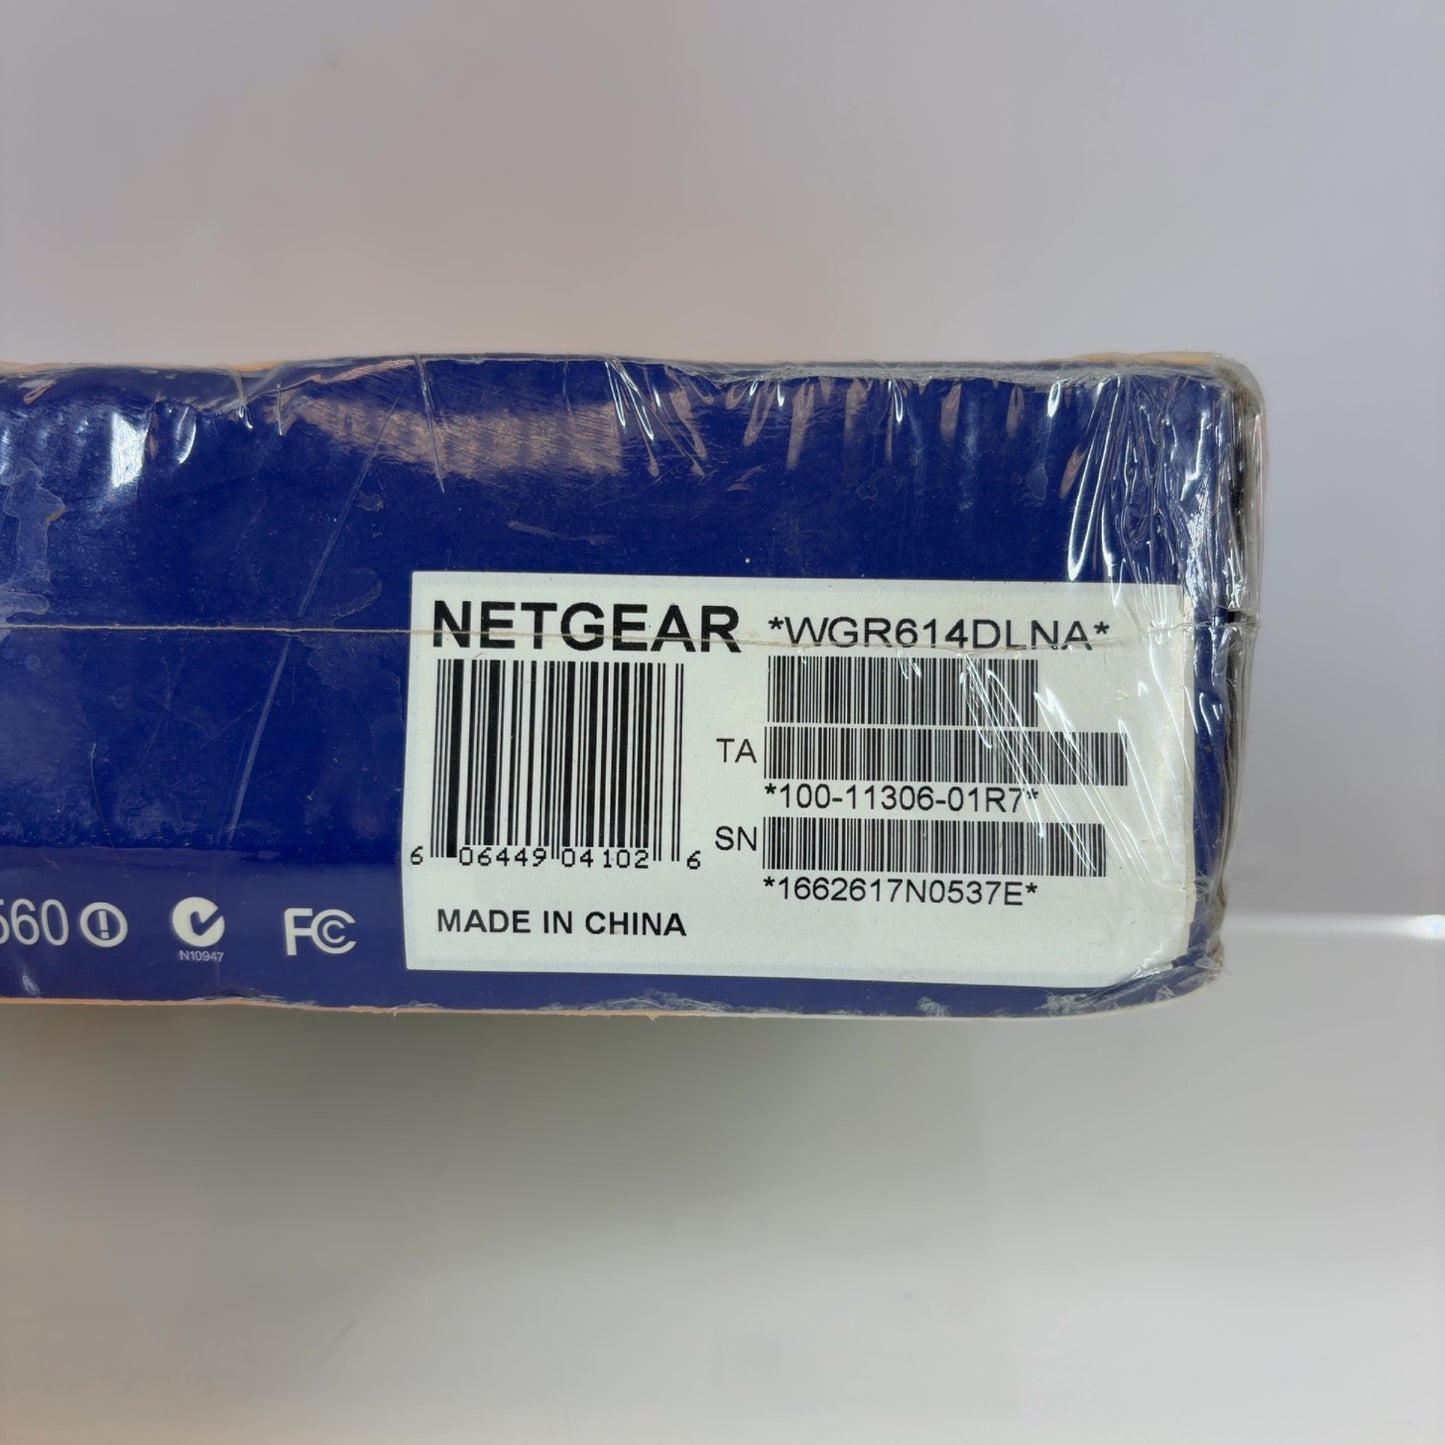 NETGEAR *WGR614DLNA*
TA
*100-11306-01R7*
SN
*1662617N0537E*
6 06449 04102 6
MADE IN CHINA
560
N10947
FC